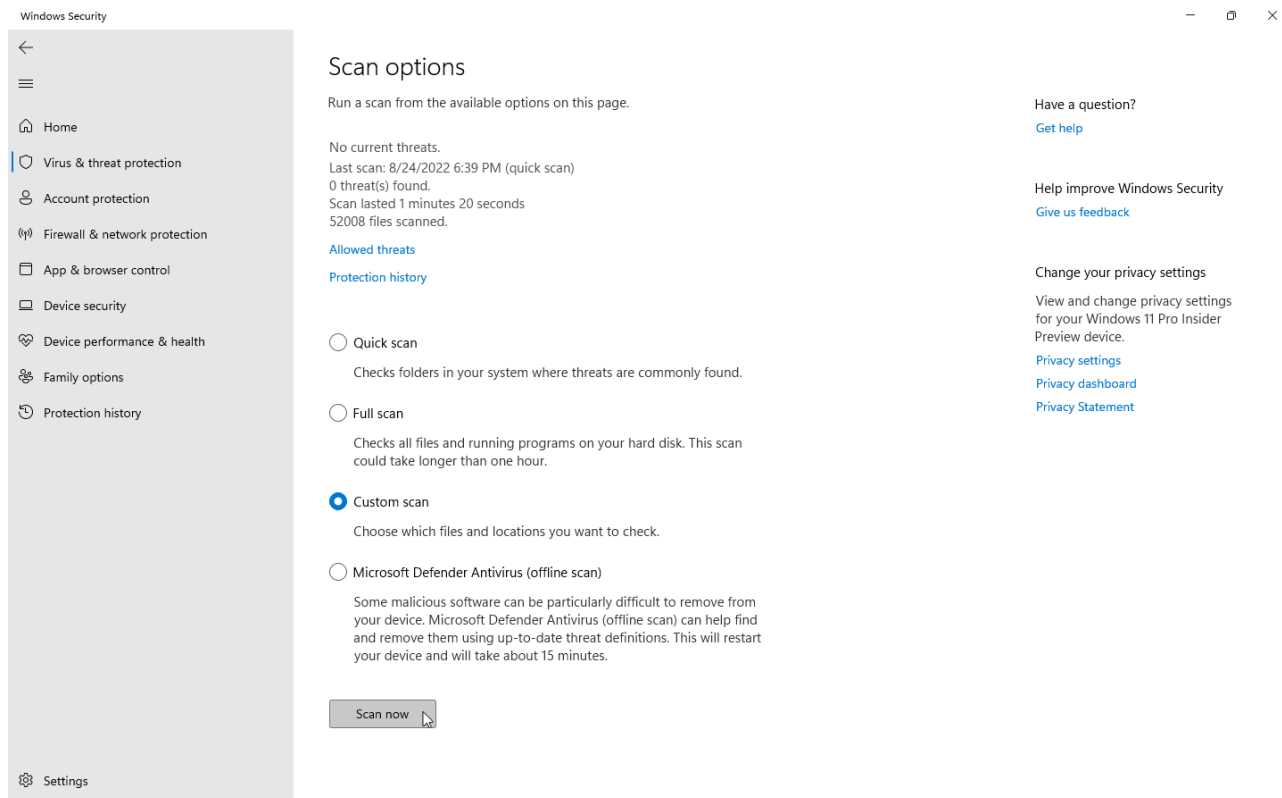 Windows Security
Home
Virus & threat protection
Account protection
Firewall & network protection
App & browser control
Device security
Device performance & health
Family options
Protection history
Settings
Scan options
Run a scan from the available options on this page.
No current threats.
Last scan: 8/24/2022 6:39 PM (quick scan)
0 threat(s) found.
Scan lasted 1 minutes 20 seconds
52008 files scanned.
Allowed threats
Protection history
Quick scan
Checks folders in your system where threats are commonly found.
Full scan
Checks all files and running programs on your hard disk. This scan
could take longer than one hour.
Custom scan
Choose which files and locations you want to check.
Microsoft Defender Antivirus (offline scan)
Some malicious software can be particularly difficult to remove from
your device. Microsoft Defender Antivirus (offline scan) can help find
and remove them using up-to-date threat definitions. This will restart
your device and will take about 15 minutes.
Scan now
Have a question?
Get help
Help improve Windows Security
Give us feedback
Change your privacy settings
View and change privacy settings
for your Windows 11 Pro Insider
Preview device.
Privacy settings
Privacy dashboard
Privacy Statement